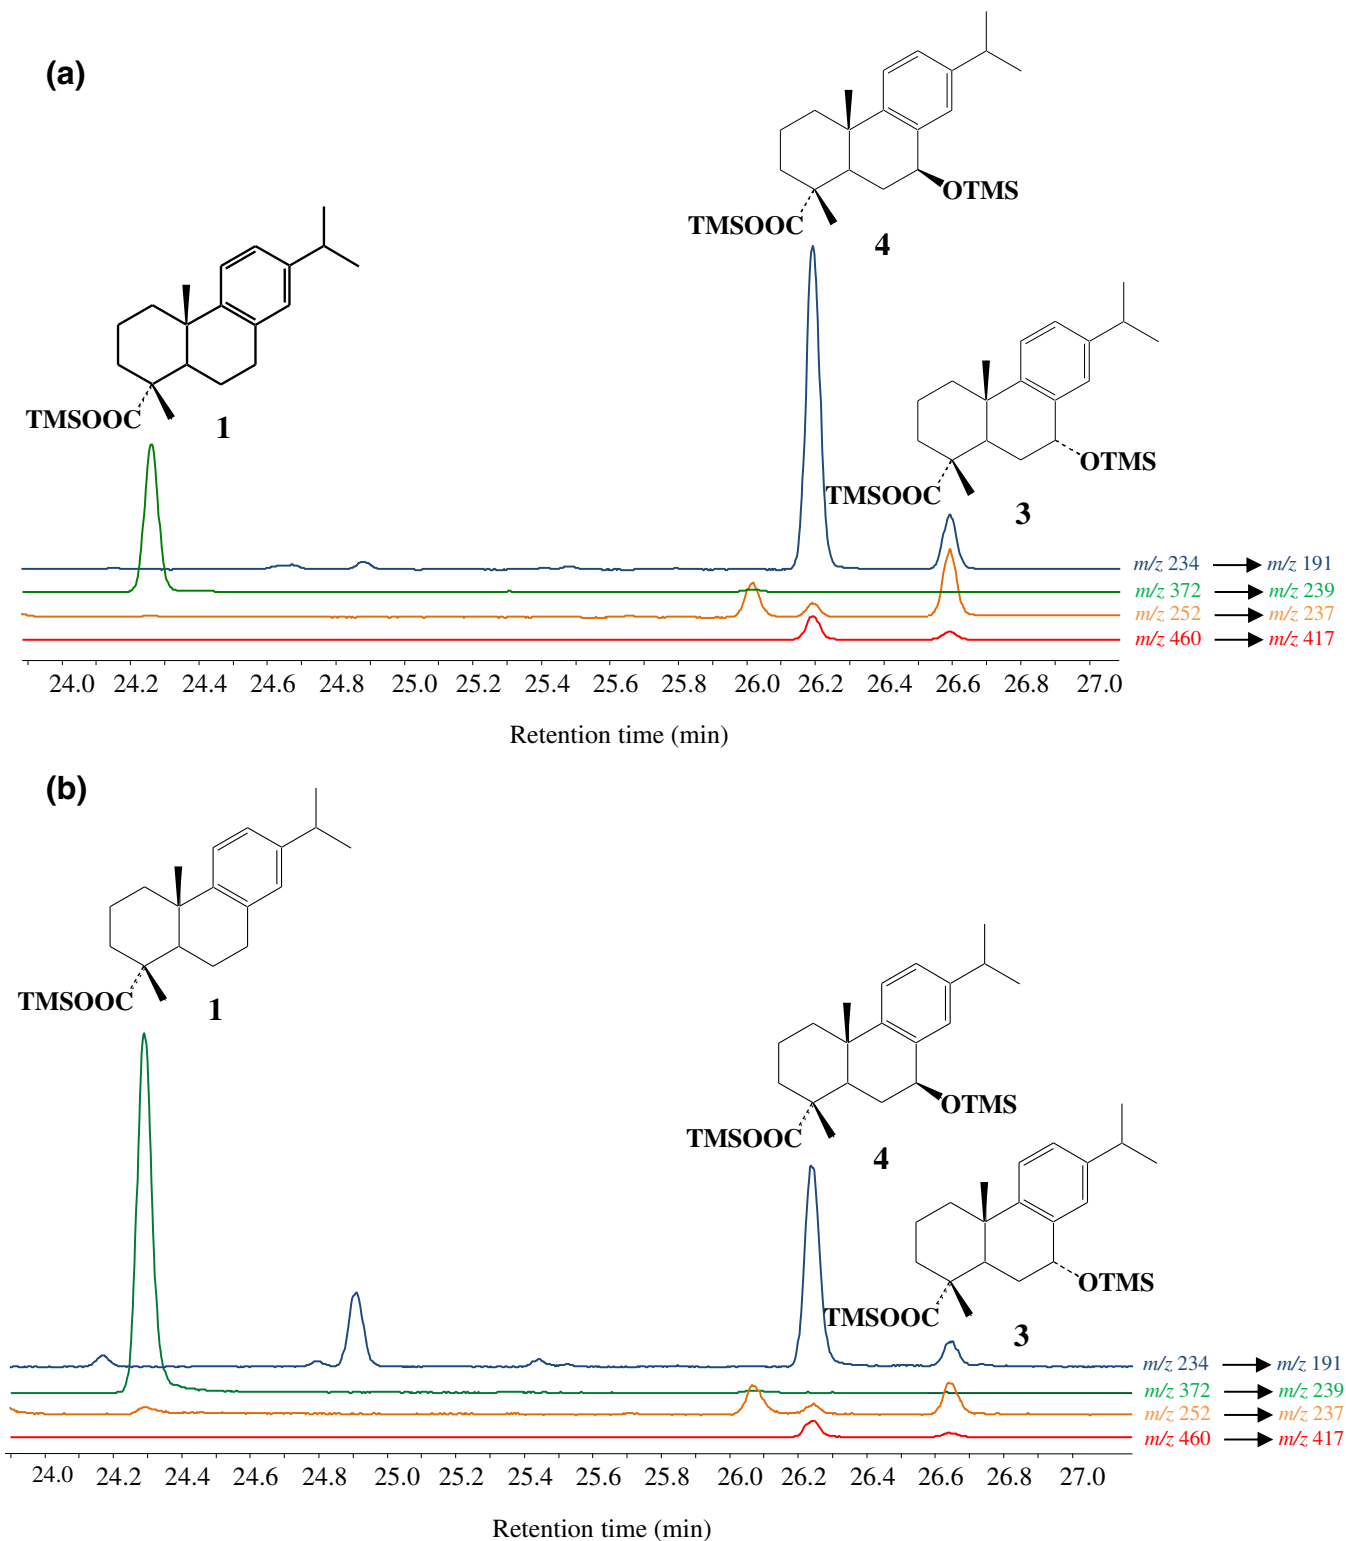 (a)
TMSOOC
OTMS
4
TMSOOC
1
TMSOOC
OTMS
3
m/z 234 → m/z 191
m/z 372 → m/z 239
m/z 252 → m/z 237
m/z 460 → m/z 417
24.0 24.2 24.4 24.6 24.8 25.0 25.2 25.4 25.6 25.8 26.0 26.2 26.4 26.6 26.8 27.0
Retention time (min)
(b)
TMSOOC
1
OTMS
TMSOOC
4
OTMS
TMSOOC
3
m/z 234 → m/z 191
m/z 372 → m/z 239
m/z 252 → m/z 237
m/z 460 → m/z 417
24.0 24.2 24.4 24.6 24.8 25.0 25.2 25.4 25.6 25.8 26.0 26.2 26.4 26.6 26.8 27.0
Retention time (min)